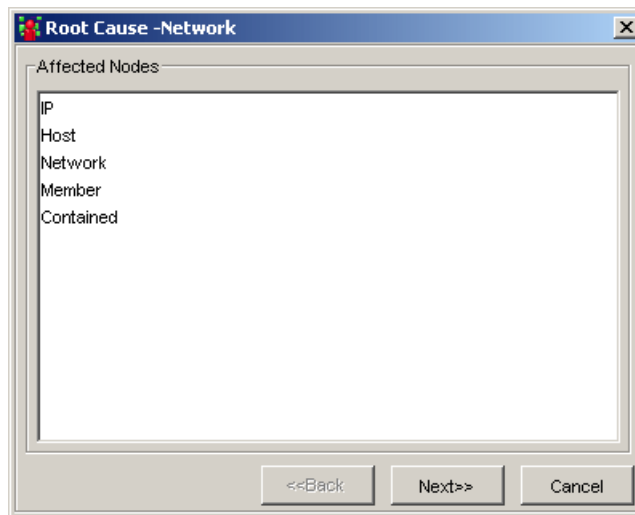 Root Cause -Network
Affected Nodes
IP
Host
Network
Member
Contained
<<Back Next>> Cancel